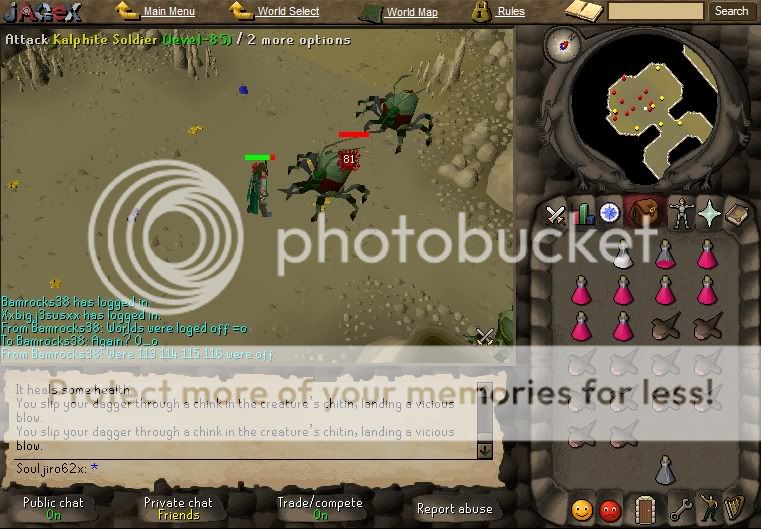 JAGeX
Main Menu
World Select
World Map
Rules
Search
Attack Kalphite Soldier (level-85) / 2 more options
81
photobucket
Bamrocks38 has logged in.
Xxbig j3susxx has logged in.
From Bamrocks38: Worlds were loged off =o
To Bamrocks38: Again? O_o
From Bamrocks38: Were 113 114 115 116 were off
Protect more of your memories for less!
It heals some health.
You slip your dagger through a chink in the creature's chitin, landing a vicious
blow.
You slip your dagger through a chink in the creature's chitin, landing a vicious
blow.
Souljiro62x: *
Public chat
On
Private chat
Friends
Trade/compete
On
Report abuse